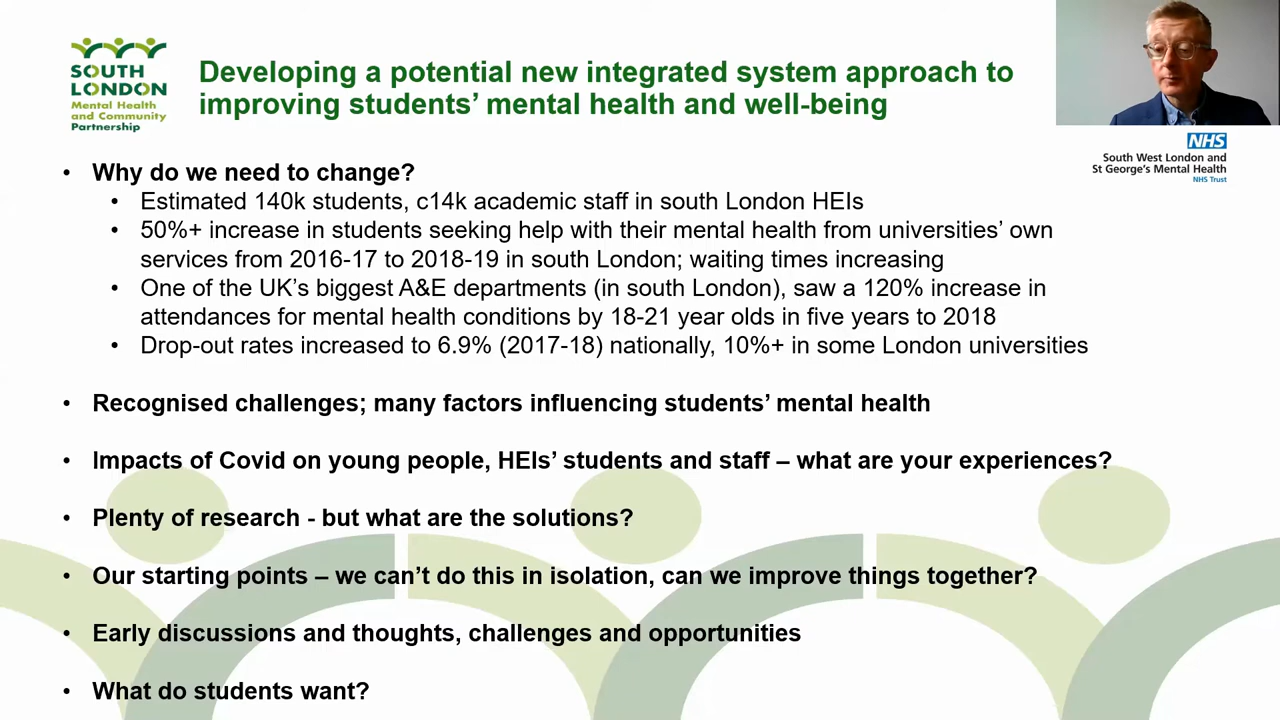 SOUTH
LONDON
Mental Health
and Community
Partnership
Developing a potential new integrated system approach to
improving students’ mental health and well-being
NHS
South West London and
St George's Mental Health
NHS Trust
• Why do we need to change?
• Estimated 140k students, c14k academic staff in south London HEIs
• 50%+ increase in students seeking help with their mental health from universities’ own
services from 2016-17 to 2018-19 in south London; waiting times increasing
• One of the UK’s biggest A&E departments (in south London), saw a 120% increase in
attendances for mental health conditions by 18-21 year olds in five years to 2018
• Drop-out rates increased to 6.9% (2017-18) nationally, 10%+ in some London universities
• Recognised challenges; many factors influencing students’ mental health
• Impacts of Covid on young people, HEIs’ students and staff – what are your experiences?
• Plenty of research - but what are the solutions?
• Our starting points – we can’t do this in isolation, can we improve things together?
• Early discussions and thoughts, challenges and opportunities
• What do students want?